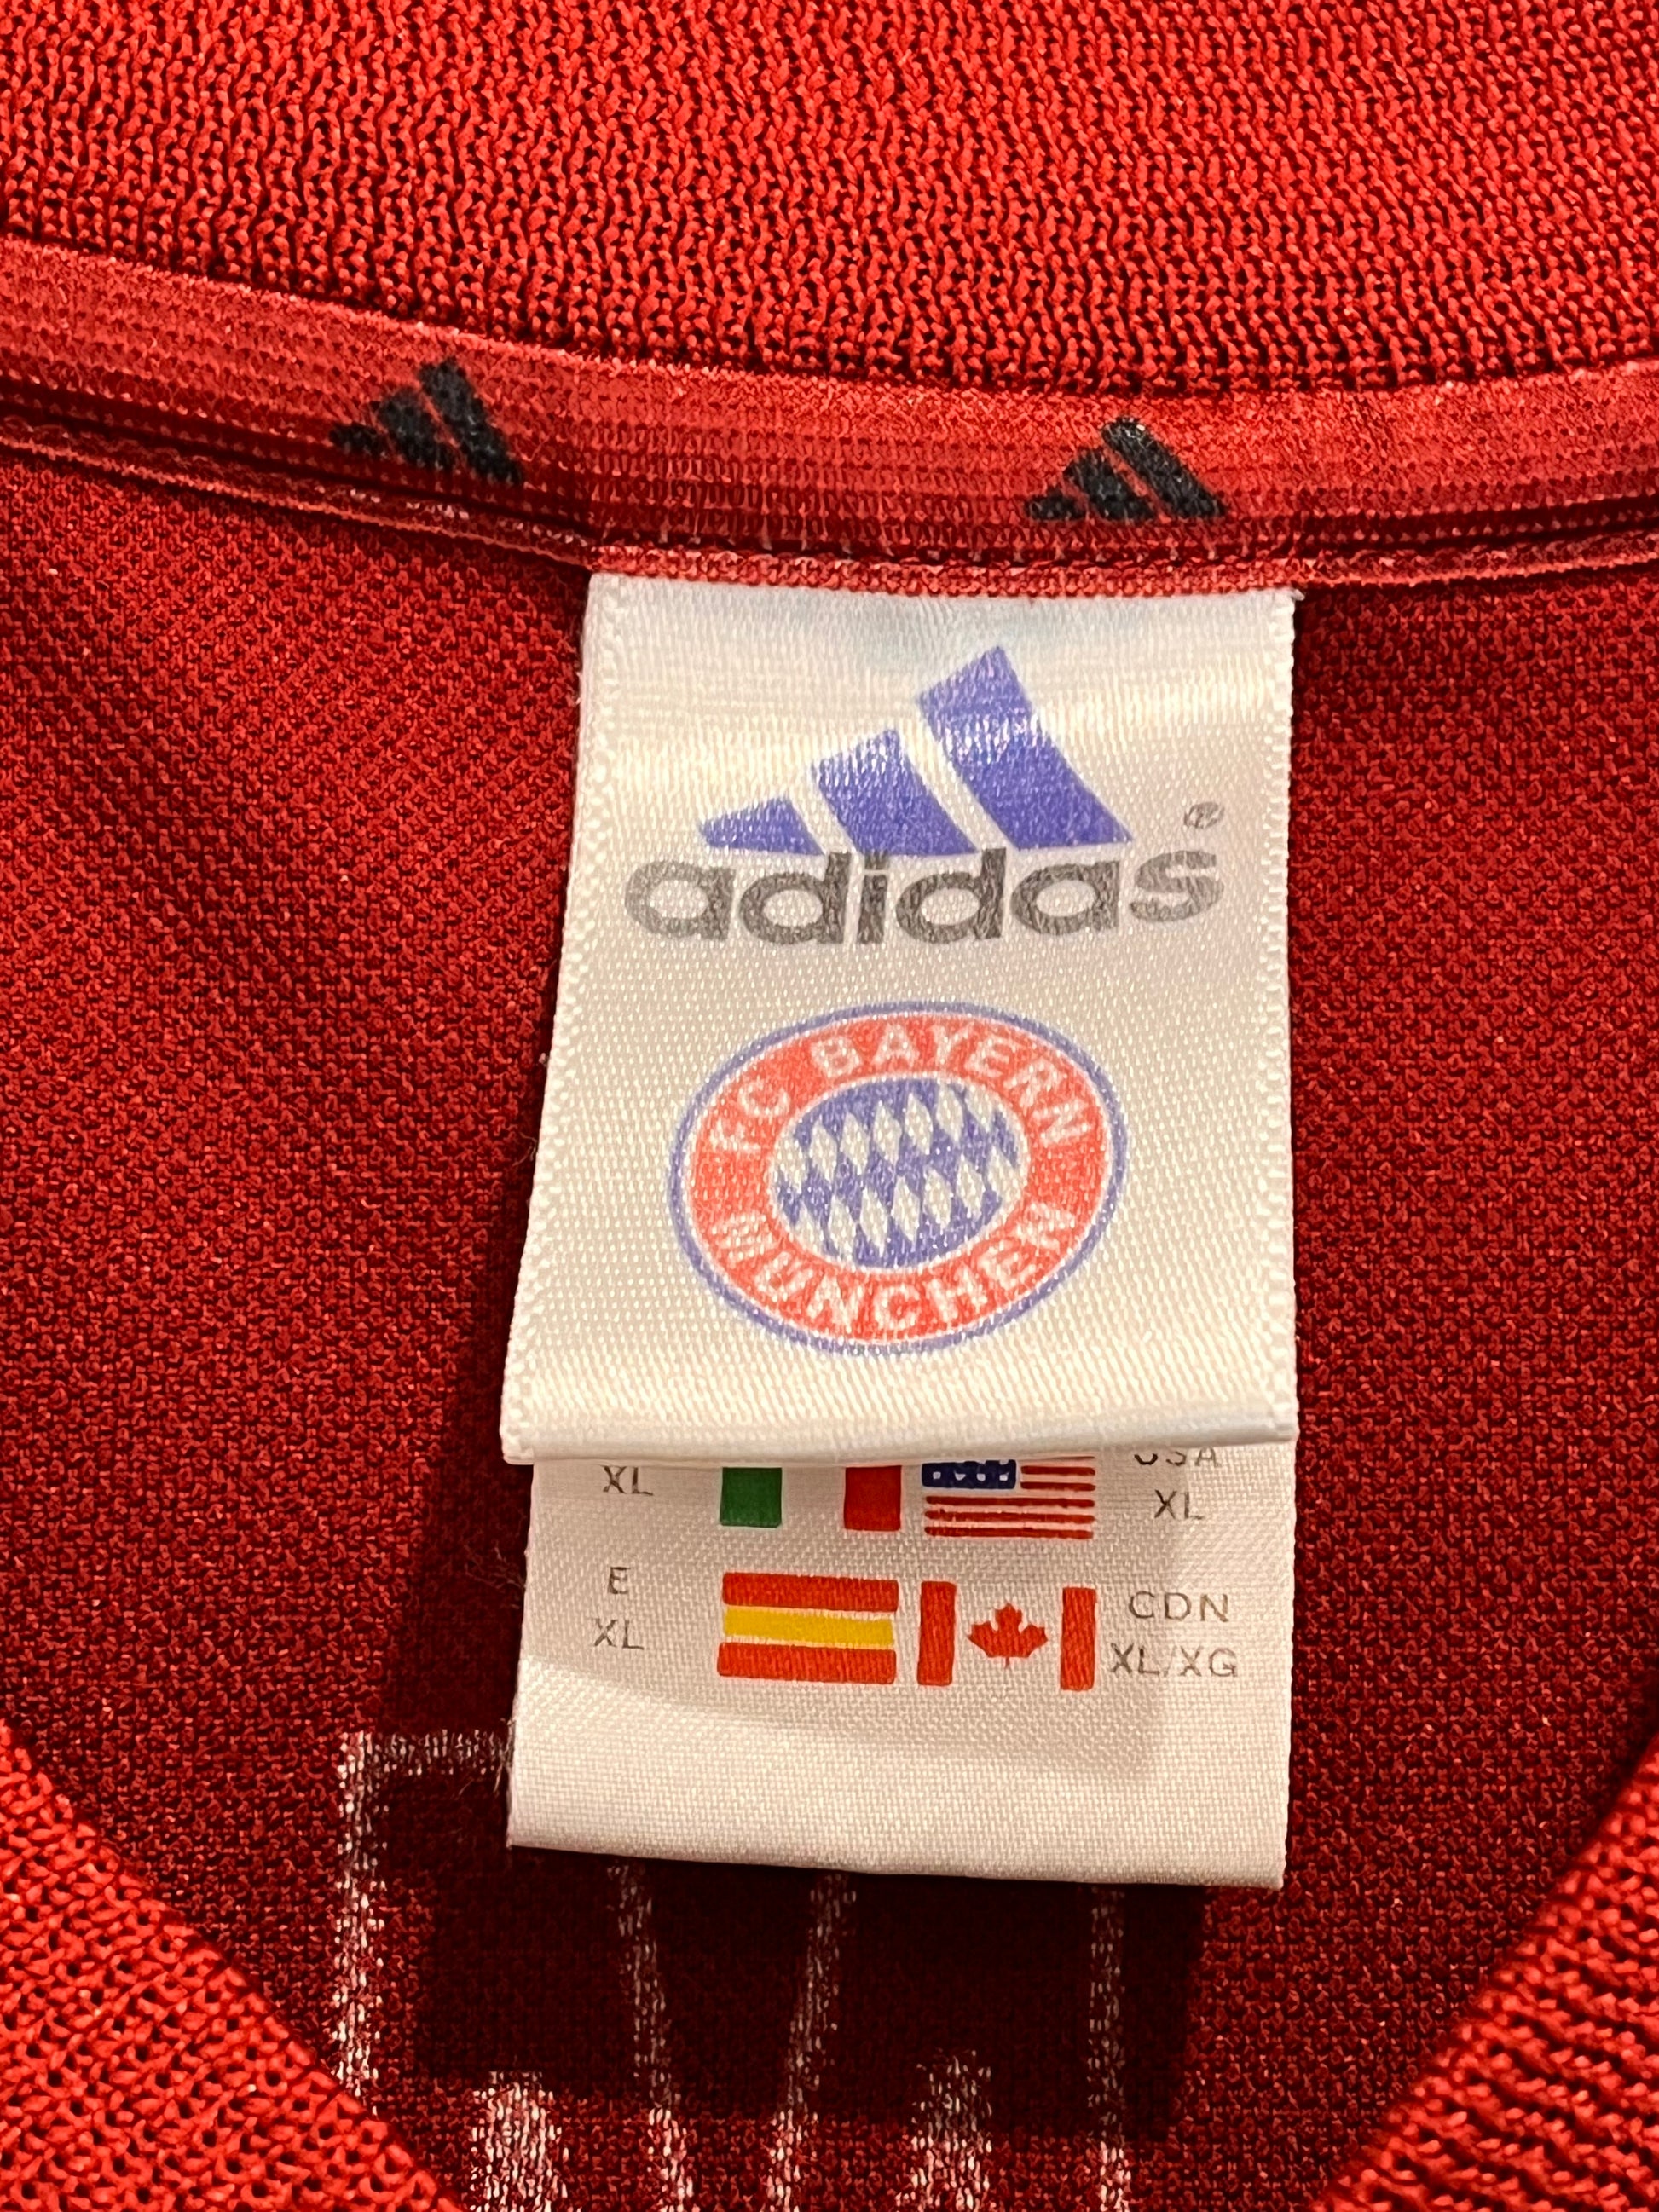 adidas®
FC BAYERN
MÜNCHEN
XL
USA
XL
E
XL
CDN
XL/XG